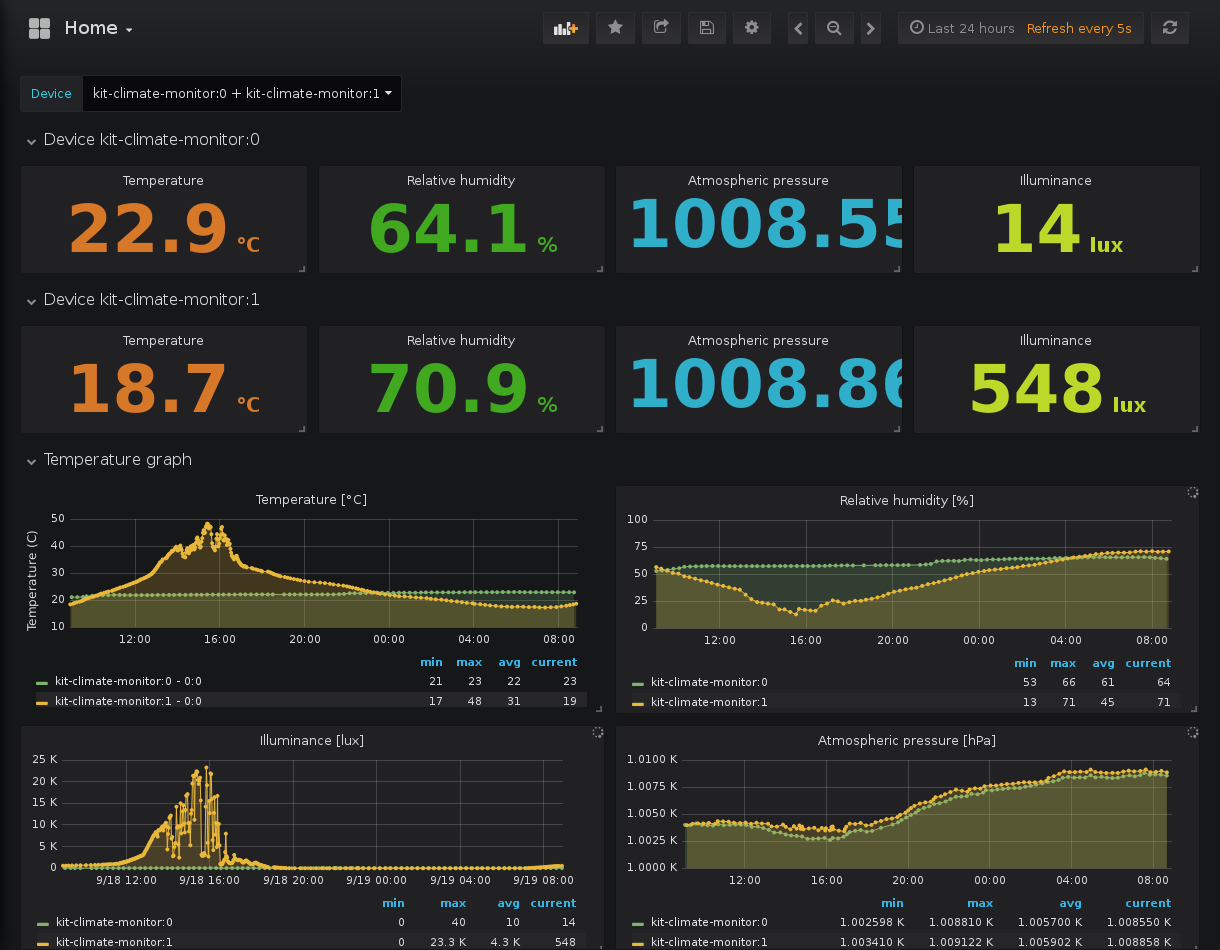 Home
Last 24 hours Refresh every 5s
Device kit-climate-monitor:0 + kit-climate-monitor:1
Device kit-climate-monitor:0
Temperature Relative humidity Atmospheric pressure Illuminance
22.9 °C 64.1 % 1008.55 14 lux
Device kit-climate-monitor:1
Temperature Relative humidity Atmospheric pressure Illuminance
18.7 °C 70.9 % 1008.86 548 lux
Temperature graph
Temperature [°C]
Temperature (C)
50
40
30
20
10
12:00 16:00 20:00 00:00 04:00 08:00
min max avg current
kit-climate-monitor:0 - 0:0 21 23 22 23
kit-climate-monitor:1 - 0:0 17 48 31 19
Relative humidity [%]
100
75
50
25
0
12:00 16:00 20:00 00:00 04:00 08:00
min max avg current
kit-climate-monitor:0 53 66 61 64
kit-climate-monitor:1 13 71 45 71
Illuminance [lux]
25 K
20 K
15 K
10 K
5 K
0
9/18 12:00 9/18 16:00 9/18 20:00 9/19 00:00 9/19 04:00 9/19 08:00
min max avg current
kit-climate-monitor:0 0 40 10 14
kit-climate-monitor:1 0 23.3 K 4.3 K 548
Atmospheric pressure [hPa]
1.0100 K
1.0075 K
1.0050 K
1.0025 K
1.0000 K
12:00 16:00 20:00 00:00 04:00 08:00
min max avg current
kit-climate-monitor:0 1.002598 K 1.008810 K 1.005700 K 1.008550 K
kit-climate-monitor:1 1.003410 K 1.009122 K 1.005902 K 1.008858 K